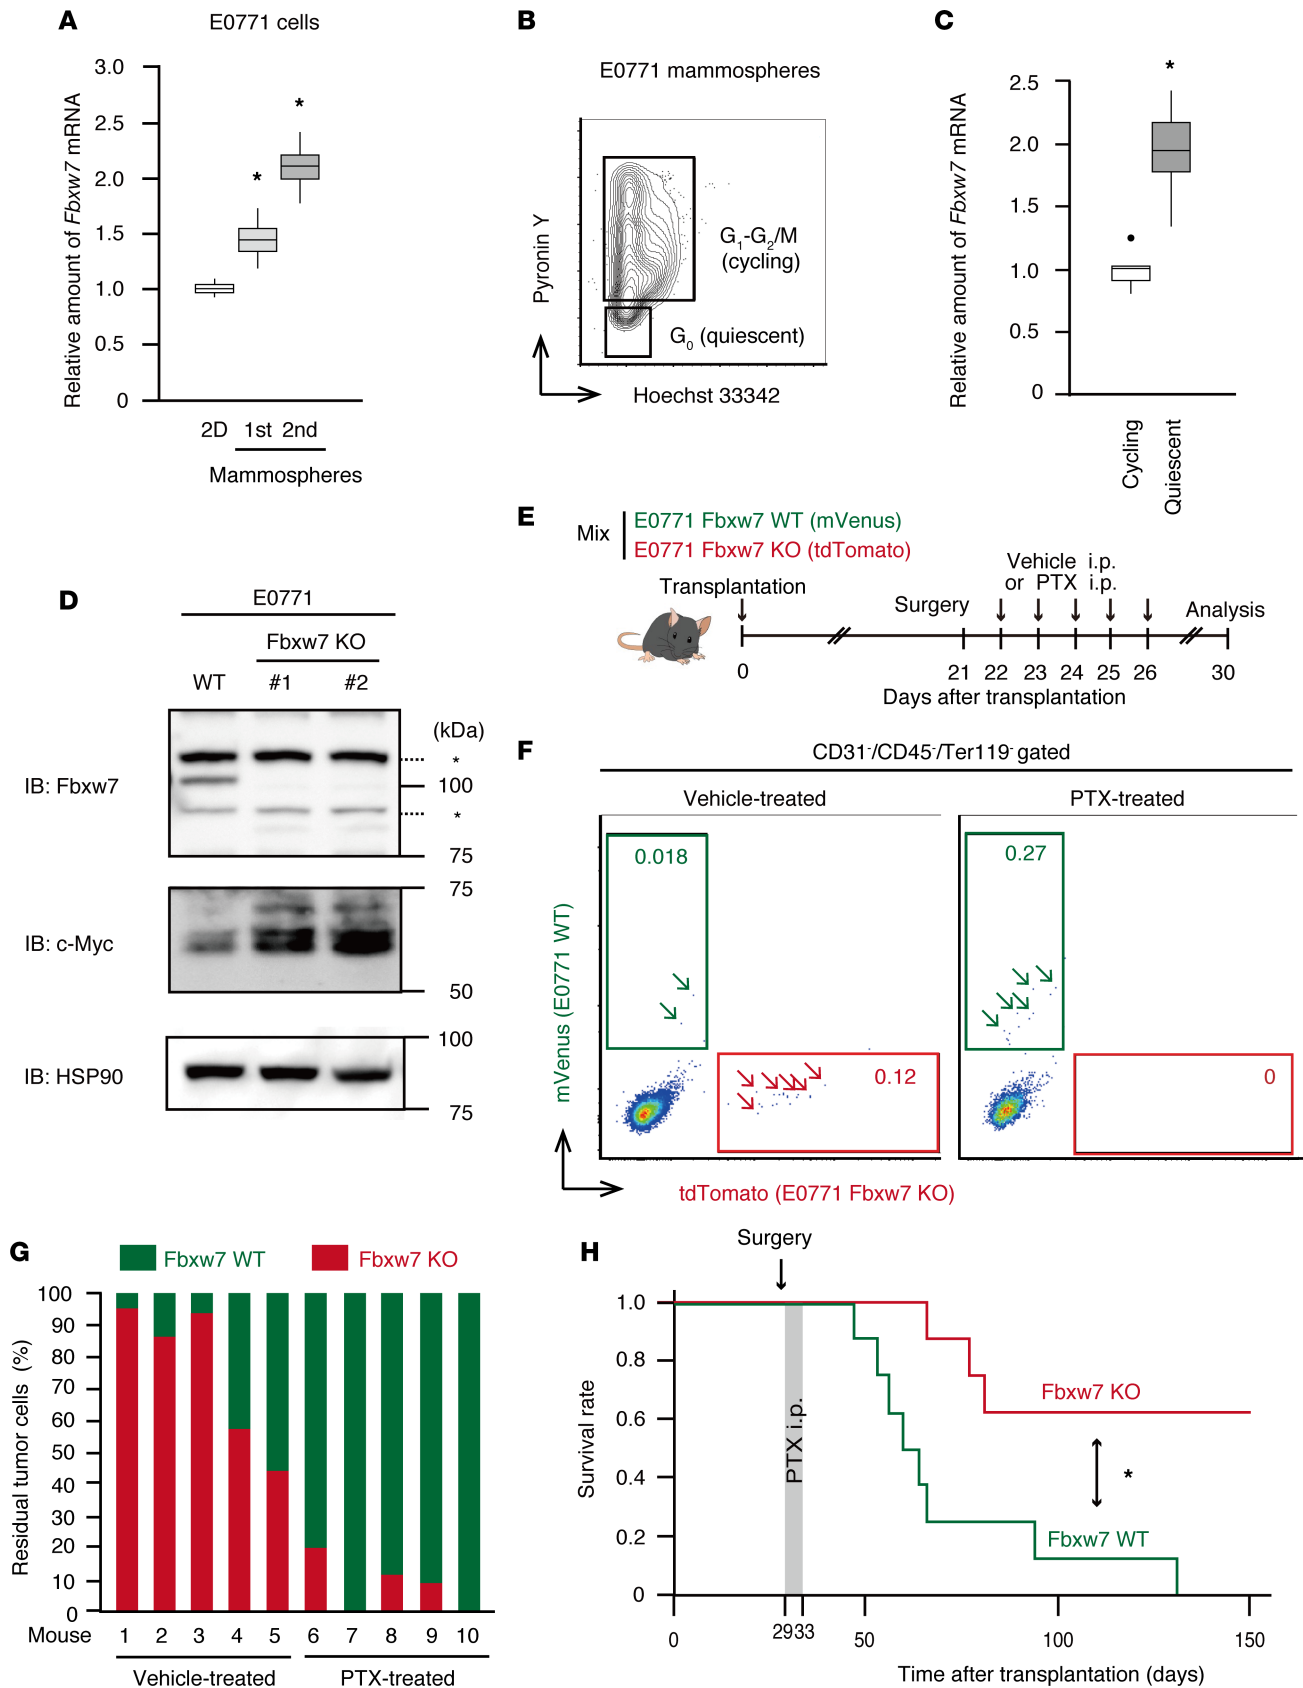 A
E0771 cells
Relative amount of Fbxw7 mRNA
3.0
2.5
2.0
1.5
1.0
0.5
0
*
*
2D 1st 2nd
Mammospheres
B
E0771 mammospheres
Pyronin Y
G1-G2/M
(cycling)
G0 (quiescent)
Hoechst 33342
C
Relative amount of Fbxw7 mRNA
2.5
2.0
1.5
1.0
0.5
0
*
Cycling
Quiescent
D
E0771
Fbxw7 KO
WT #1 #2
(kDa)
IB: Fbxw7
*
100
*
75
IB: c-Myc
75
50
IB: HSP90
100
75
E
Mix
E0771 Fbxw7 WT (mVenus)
E0771 Fbxw7 KO (tdTomato)
Transplantation
Vehicle i.p.
or PTX i.p.
Surgery
Analysis
0 21 22 23 24 25 26 30
Days after transplantation
F
CD31-/CD45-/Ter119- gated
Vehicle-treated
PTX-treated
mVenus (E0771 WT)
0.018
0.12
0.27
0
tdTomato (E0771 Fbxw7 KO)
G
Fbxw7 WT
Fbxw7 KO
Residual tumor cells (%)
100
90
80
70
60
50
40
30
20
10
0
Mouse 1 2 3 4 5 6 7 8 9 10
Vehicle-treated
PTX-treated
H
Surgery
Survival rate
1.0
0.8
0.6
0.4
0.2
0
PTX i.p.
Fbxw7 KO
*
Fbxw7 WT
0 2933 50 100 150
Time after transplantation (days)